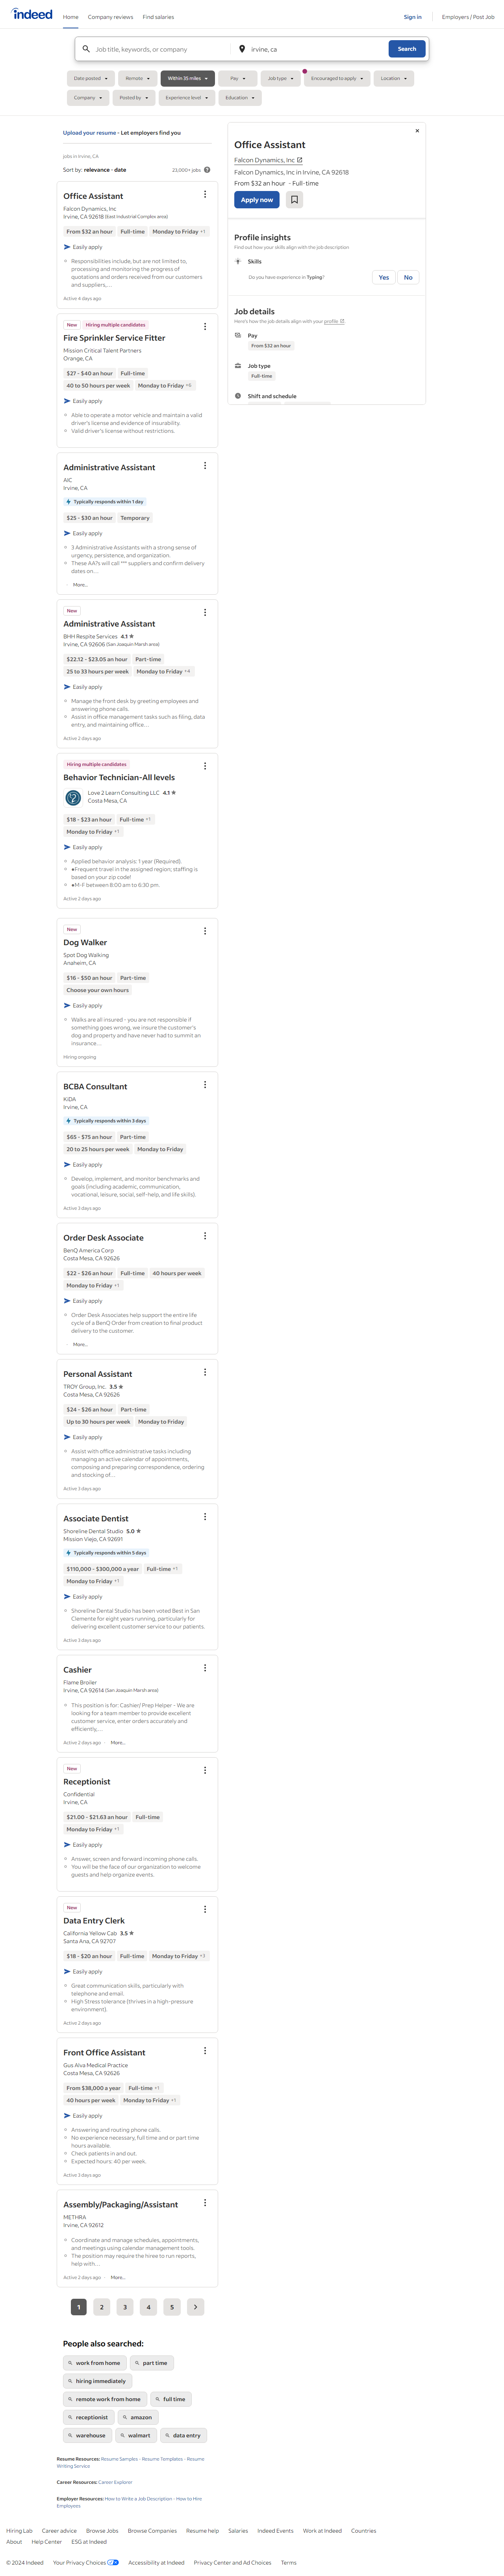 indeed
Home
Company reviews
Find salaries
Sign in
Employers / Post Job
Job title, keywords, or company
irvine, ca
Search
Date posted
Remote
Within 35 miles
Pay
Job type
Encouraged to apply
Location
Company
Posted by
Experience level
Education
Upload your resume - Let employers find you
jobs in irvine, CA
Sort by: relevance - date
23,000+ jobs
Office Assistant
Falcon Dynamics, Inc
Irvine, CA 92618 (East Industrial Complex area)
From $32 an hour
Full-time
Monday to Friday +1
Easily apply
Responsibilities include, but are not limited to,
processing and monitoring the progress of
quotations and orders received from our customers
and suppliers,…
Active 4 days ago
New
Hiring multiple candidates
Fire Sprinkler Service Fitter
Mission Critical Talent Partners
Orange, CA
$27 - $40 an hour
Full-time
40 to 50 hours per week
Monday to Friday +6
Easily apply
Able to operate a motor vehicle and maintain a valid
driver's license and evidence of insurability.
Valid driver's license without restrictions.
Administrative Assistant
AIC
Irvine, CA
Typically responds within 1 day
$25 - $30 an hour
Temporary
Easily apply
3 Administrative Assistants with a strong sense of
urgency, persistence, and organization.
These AA?s will call """ suppliers and confirm delivery
dates on…
More...
New
Administrative Assistant
BHH Respite Services 4.1
Irvine, CA 92606 (San Joaquin Marsh area)
$22.12 - $23.05 an hour
Part-time
25 to 33 hours per week
Monday to Friday +4
Easily apply
Manage the front desk by greeting employees and
answering phone calls.
Assist in office management tasks such as filing, data
entry, and maintaining office…
Active 2 days ago
Hiring multiple candidates
Behavior Technician-All levels
Love 2 Learn Consulting LLC 4.1
Costa Mesa, CA
$18 - $23 an hour
Full-time +1
Monday to Friday +1
Easily apply
Applied behavior analysis: 1 year (Required).
●Frequent travel in the assigned region; staffing is
based on your zip code!
●M-F between 8:00 am to 6:30 pm.
Active 2 days ago
New
Dog Walker
Spot Dog Walking
Anaheim, CA
$16 - $50 an hour
Part-time
Choose your own hours
Easily apply
Walks are all insured - you are not responsible if
something goes wrong, we insure the customer's
dog and property and have never had to summit an
insurance…
Hiring ongoing
BCBA Consultant
KiDA
Irvine, CA
Typically responds within 3 days
$65 - $75 an hour
Part-time
20 to 25 hours per week
Monday to Friday
Easily apply
Develop, implement, and monitor benchmarks and
goals (including academic, communication,
vocational, leisure, social, self-help, and life skills).
Active 3 days ago
Order Desk Associate
BenQ America Corp
Costa Mesa, CA 92626
$22 - $26 an hour
Full-time
40 hours per week
Monday to Friday +1
Easily apply
Order Desk Associates help support the entire life
cycle of a BenQ Order from creation to final product
delivery to the customer.
More...
Personal Assistant
TROY Group, Inc. 3.5
Costa Mesa, CA 92626
$24 - $26 an hour
Part-time
Up to 30 hours per week
Monday to Friday
Easily apply
Assist with office administrative tasks including
managing an active calendar of appointments,
composing and preparing correspondence, ordering
and stocking of…
Active 3 days ago
Associate Dentist
Shoreline Dental Studio 5.0
Mission Viejo, CA 92691
Typically responds within 5 days
$110,000 - $300,000 a year
Full-time +1
Monday to Friday +1
Easily apply
Shoreline Dental Studio has been voted Best in San
Clemente for eight years running, particularly for
delivering excellent customer service to our patients.
Active 3 days ago
Cashier
Flame Broiler
Irvine, CA 92614 (San Joaquin Marsh area)
This position is for: Cashier/ Prep Helper - We are
looking for a team member to provide excellent
customer service, enter orders accurately and
efficiently,…
Active 2 days ago · More...
New
Receptionist
Confidential
Irvine, CA
$21.00 - $21.63 an hour
Full-time
Monday to Friday +1
Easily apply
Answer, screen and forward incoming phone calls.
You will be the face of our organization to welcome
guests and help organize events.
New
Data Entry Clerk
California Yellow Cab 3.5
Santa Ana, CA 92707
$18 - $20 an hour
Full-time
Monday to Friday +3
Easily apply
Great communication skills, particularly with
telephone and email.
High Stress tolerance (thrives in a high-pressure
environment).
Active 2 days ago
Front Office Assistant
Gus Alva Medical Practice
Costa Mesa, CA 92626
From $38,000 a year
Full-time +1
40 hours per week
Monday to Friday +1
Easily apply
Answering and routing phone calls.
No experience necessary, full time and or part time
hours available.
Check patients in and out.
Expected hours: 40 per week.
Active 3 days ago
Assembly/Packaging/Assistant
METHRA
Irvine, CA 92612
Coordinate and manage schedules, appointments,
and meetings using calendar management tools.
The position may require the hiree to run reports,
help with…
Active 2 days ago · More...
1
2
3
4
5
People also searched:
work from home
part time
hiring immediately
remote work from home
full time
receptionist
amazon
warehouse
walmart
data entry
Resume Resources: Resume Samples - Resume Templates - Resume
Writing Service
Career Resources: Career Explorer
Employer Resources: How to Write a Job Description - How to Hire
Employees
Office Assistant
Falcon Dynamics, Inc
Falcon Dynamics, Inc in Irvine, CA 92618
From $32 an hour - Full-time
Apply now
Profile insights
Find out how your skills align with the job description
Skills
Do you have experience in Typing?
Yes
No
Job details
Here's how the job details align with your profile.
Pay
From $32 an hour
Job type
Full-time
Shift and schedule
Hiring Lab
Career advice
Browse Jobs
Browse Companies
Resume help
Salaries
Indeed Events
Work at Indeed
Countries
About
Help Center
ESG at Indeed
© 2024 Indeed
Your Privacy Choices
Accessibility at Indeed
Privacy Center and Ad Choices
Terms